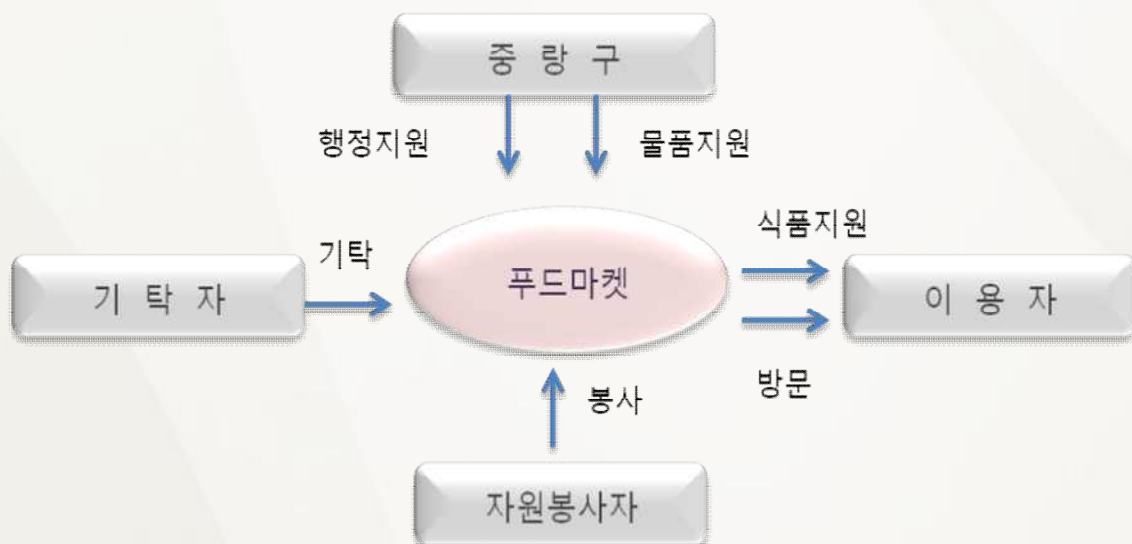 중 랑 구
행정지원
물품지원
식품지원
기탁
기 탁 자
푸드마켓
이 용 자
방문
봉사
자원봉사자